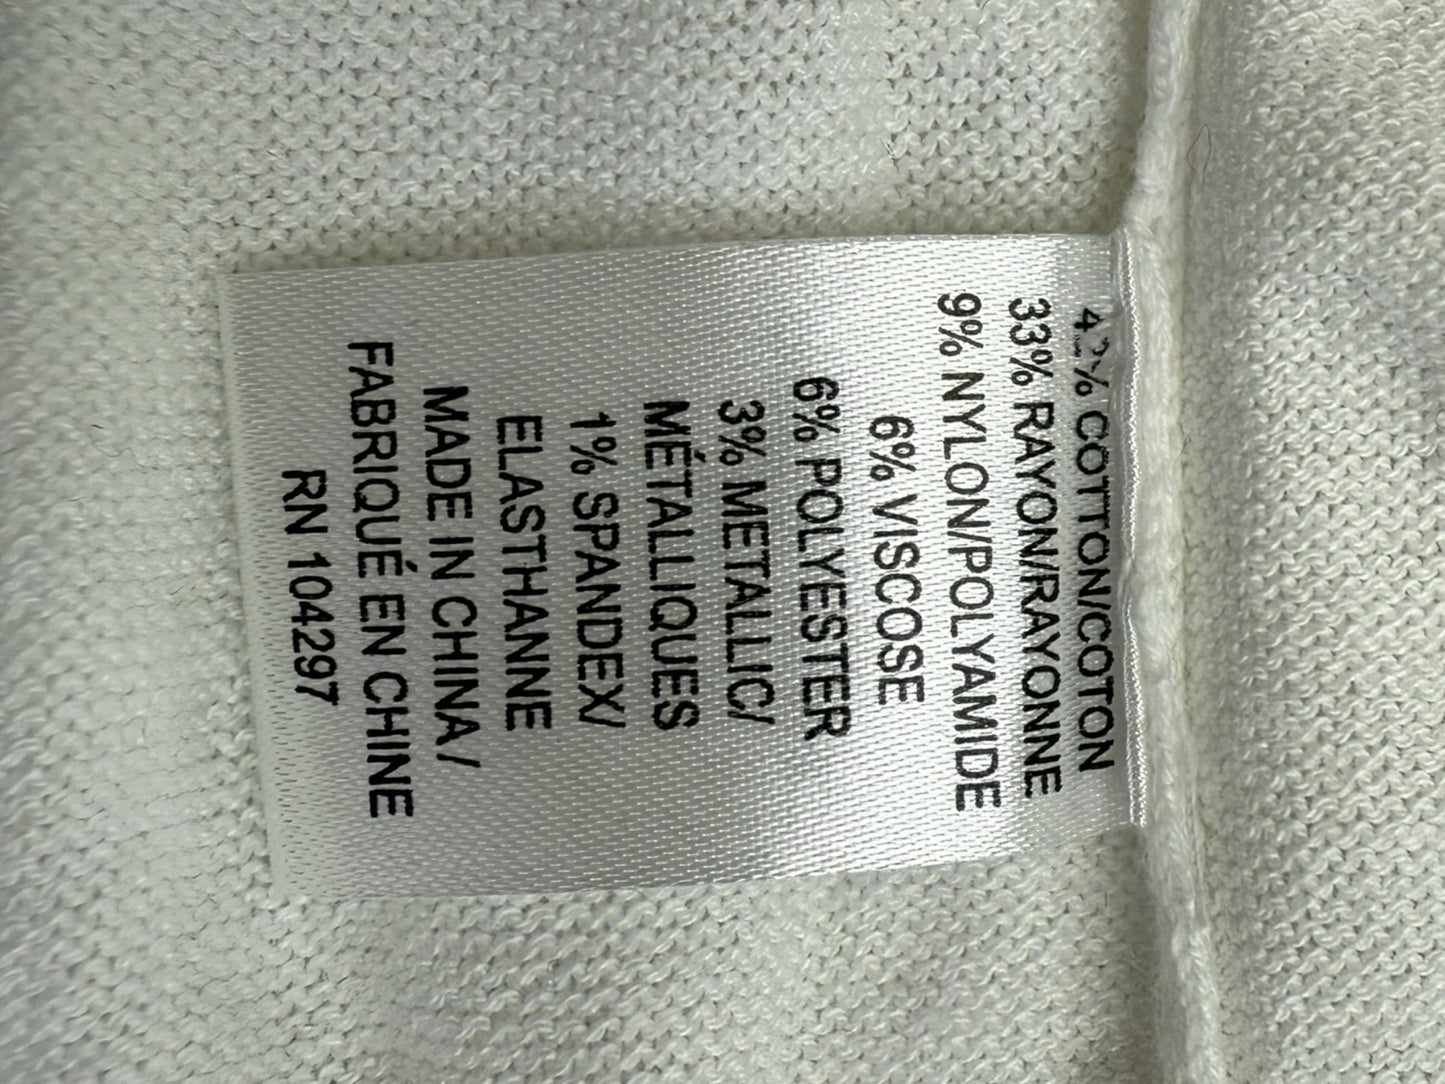 42% COTTON/COTON
33% RAYON/RAYONNE
9% NYLON/POLYAMIDE
6% VISCOSE
6% POLYESTER
3% METALLIC/
MÉTALLIQUES
1% SPANDEX/
ELASTHANNE
MADE IN CHINA/
FABRIQUÉ EN CHINE
RN 104297